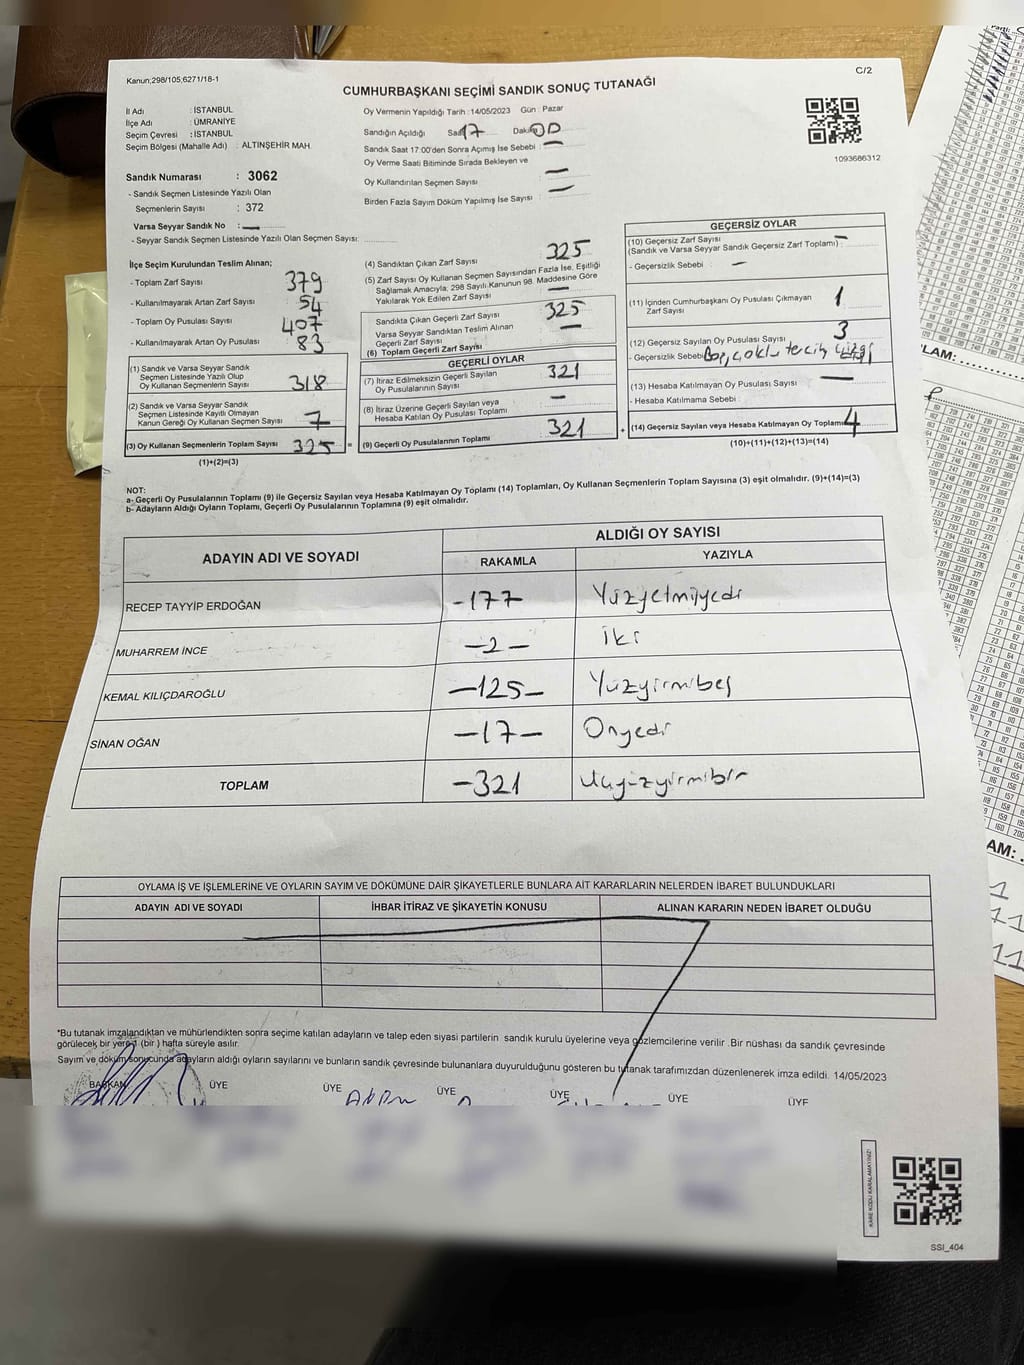 Kanun;298/105;6271/18-1
C/2
CUMHURBAŞKANI SEÇİMİ SANDIK SONUÇ TUTANAĞI
İl Adı : İSTANBUL
İlçe Adı : ÜMRANİYE
Seçim Çevresi : İSTANBUL
Seçim Bölgesi (Mahalle Adı) : ALTINŞEHİR MAH.
Oy Vermenin Yapıldığı Tarih :14/05/2023 Gün : Pazar
Sandığın Açıldığı Saat 17 Dakika 00
Sandık Saat 17:00'den Sonra Açılmış İse Sebebi : —
Oy Verme Saati Bitiminde Sırada Bekleyen ve
Oy Kullandırılan Seçmen Sayısı —
Birden Fazla Sayım Döküm Yapılmış İse Sayısı —
1093686312
Sandık Numarası : 3062
- Sandık Seçmen Listesinde Yazılı Olan
Seçmenlerin Sayısı : 372
Varsa Seyyar Sandık No : —
- Seyyar Sandık Seçmen Listesinde Yazılı Olan Seçmen Sayısı:
İlçe Seçim Kurulundan Teslim Alınan;
- Toplam Zarf Sayısı 379
- Kullanılmayarak Artan Zarf Sayısı 54
- Toplam Oy Pusulası Sayısı 407
- Kullanılmayarak Artan Oy Pusulası 83
(1) Sandık ve Varsa Seyyar Sandık
Seçmen Listesinde Yazılı Olup
Oy Kullanan Seçmenlerin Sayısı 318
(2) Sandık ve Varsa Seyyar Sandık
Seçmen Listesinde Kayıtlı Olmayan
Kanun Gereği Oy Kullanan Seçmen Sayısı 7
(3) Oy Kullanan Seçmenlerin Toplam Sayısı 325 =
(1)+(2)=(3)
(4) Sandıktan Çıkan Zarf Sayısı 325
(5) Zarf Sayısı Oy Kullanan Seçmen Sayısından Fazla İse, Eşitliği
Sağlamak Amacıyla; 298 Sayılı Kanunun 98. Maddesine Göre
Yakılarak Yok Edilen Zarf Sayısı —
Sandıkta Çıkan Geçerli Zarf Sayısı 325
Varsa Seyyar Sandıktan Teslim Alınan
Geçerli Zarf Sayısı —
(6) Toplam Geçerli Zarf Sayısı
GEÇERLİ OYLAR
(7) İtiraz Edilmeksizin Geçerli Sayılan
Oy Pusulalarının Sayısı 321
(8) İtiraz Üzerine Geçerli Sayılan veya
Hesaba Katılan Oy Pusulası Toplamı —
(9) Geçerli Oy Pusulalarının Toplamı 321 +
GEÇERSİZ OYLAR
(10) Geçersiz Zarf Sayısı —
(Sandık ve Varsa Seyyar Sandık Geçersiz Zarf Toplamı) :
- Geçersizlik Sebebi : —
(11) İçinden Cumhurbaşkanı Oy Pusulası Çıkmayan
Zarf Sayısı 1
(12) Geçersiz Sayılan Oy Pusulası Sayısı 3
- Geçersizlik Sebebi Boş, çoklu tercih
(13) Hesaba Katılmayan Oy Pusulası Sayısı —
- Hesaba Katılmama Sebebi :
(14) Geçersiz Sayılan veya Hesaba Katılmayan Oy Toplamı 4
(10)+(11)+(12)+(13)=(14)
NOT:
a- Geçerli Oy Pusulalarının Toplamı (9) ile Geçersiz Sayılan veya Hesaba Katılmayan Oy Toplamı (14) Toplamları, Oy Kullanan Seçmenlerin Toplam Sayısına (3) eşit olmalıdır. (9)+(14)=(3)
b- Adayların Aldığı Oyların Toplamı, Geçerli Oy Pusulalarının Toplamına (9) eşit olmalıdır.
ADAYIN ADI VE SOYADI
ALDIĞI OY SAYISI
RAKAMLA YAZIYLA
RECEP TAYYİP ERDOĞAN -177 Yüzyetmişyedi
MUHARREM İNCE -2- iki
KEMAL KILIÇDAROĞLU -125- Yüzyirmibeş
SİNAN OĞAN -17- Onyedi
TOPLAM -321 Üçyüzyirmibir
OYLAMA İŞ VE İŞLEMLERİNE VE OYLARIN SAYIM VE DÖKÜMÜNE DAİR ŞİKAYETLERLE BUNLARA AİT KARARLARIN NELERDEN İBARET BULUNDUKLARI
ADAYIN ADI VE SOYADI İHBAR İTİRAZ VE ŞİKAYETİN KONUSU ALINAN KARARIN NEDEN İBARET OLDUĞU
*Bu tutanak imzalandıktan ve mühürlendikten sonra seçime katılan adayların ve talep eden siyasi partilerin sandık kurulu üyelerine veya gözlemcilerine verilir .Bir nüshası da sandık çevresinde
görülecek bir yere 1 (bir ) hafta süreyle asılır.
Sayım ve döküm sonucunda adayların aldığı oyların sayılarını ve bunların sandık çevresinde bulunanlara duyurulduğunu gösteren bu tutanak tarafımızdan düzenlenerek imza edildi. 14/05/2023
BAŞKAN ÜYE ÜYE ÜYE ÜYE ÜYE ÜYE
KARE KODU KARALAMAYINIZ!
SSI_404